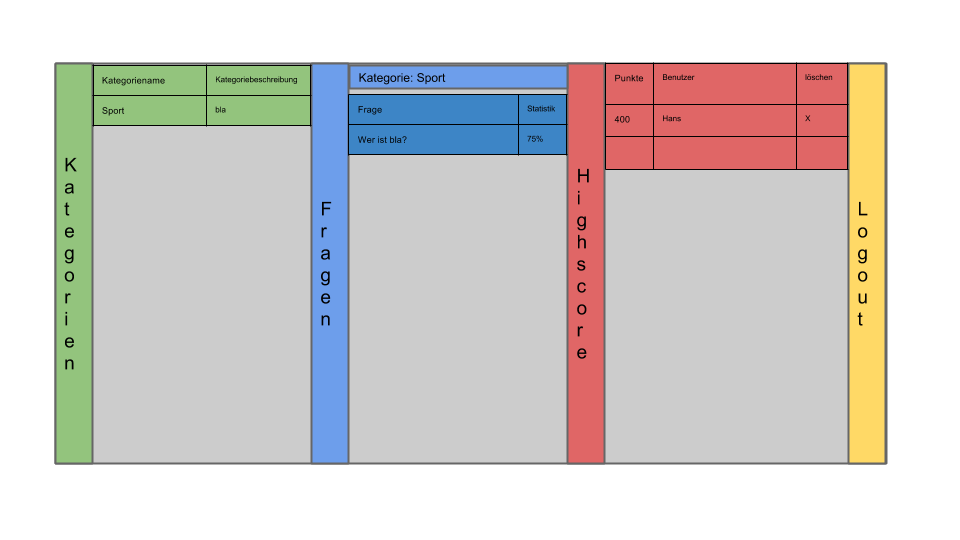 Kategorien
Kategoriename Kategoriebeschreibung
Sport bla
Fragen
Kategorie: Sport
Frage Statistik
Wer ist bla? 75%
Highscore
Punkte Benutzer löschen
400 Hans X
Logout